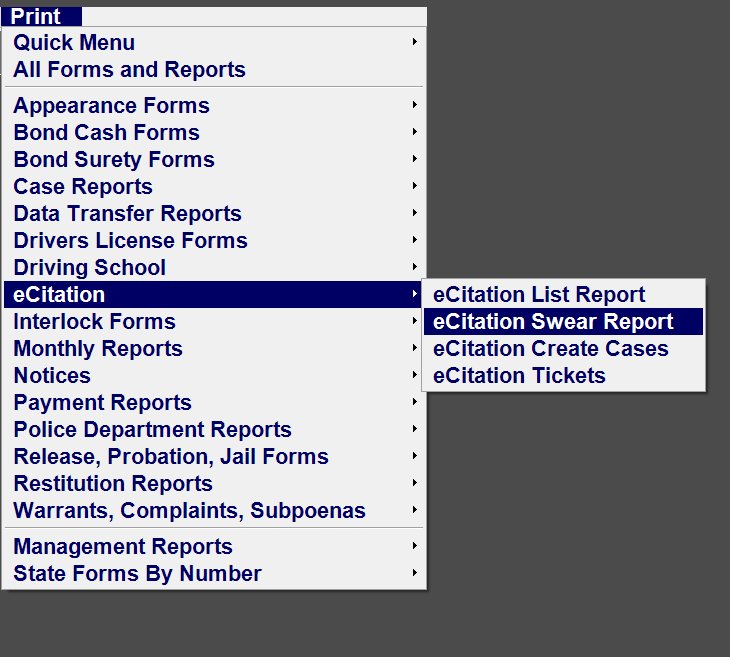 Print
Quick Menu
All Forms and Reports
Appearance Forms
Bond Cash Forms
Bond Surety Forms
Case Reports
Data Transfer Reports
Drivers License Forms
Driving School
eCitation
eCitation List Report
eCitation Swear Report
eCitation Create Cases
eCitation Tickets
Interlock Forms
Monthly Reports
Notices
Payment Reports
Police Department Reports
Release, Probation, Jail Forms
Restitution Reports
Warrants, Complaints, Subpoenas
Management Reports
State Forms By Number